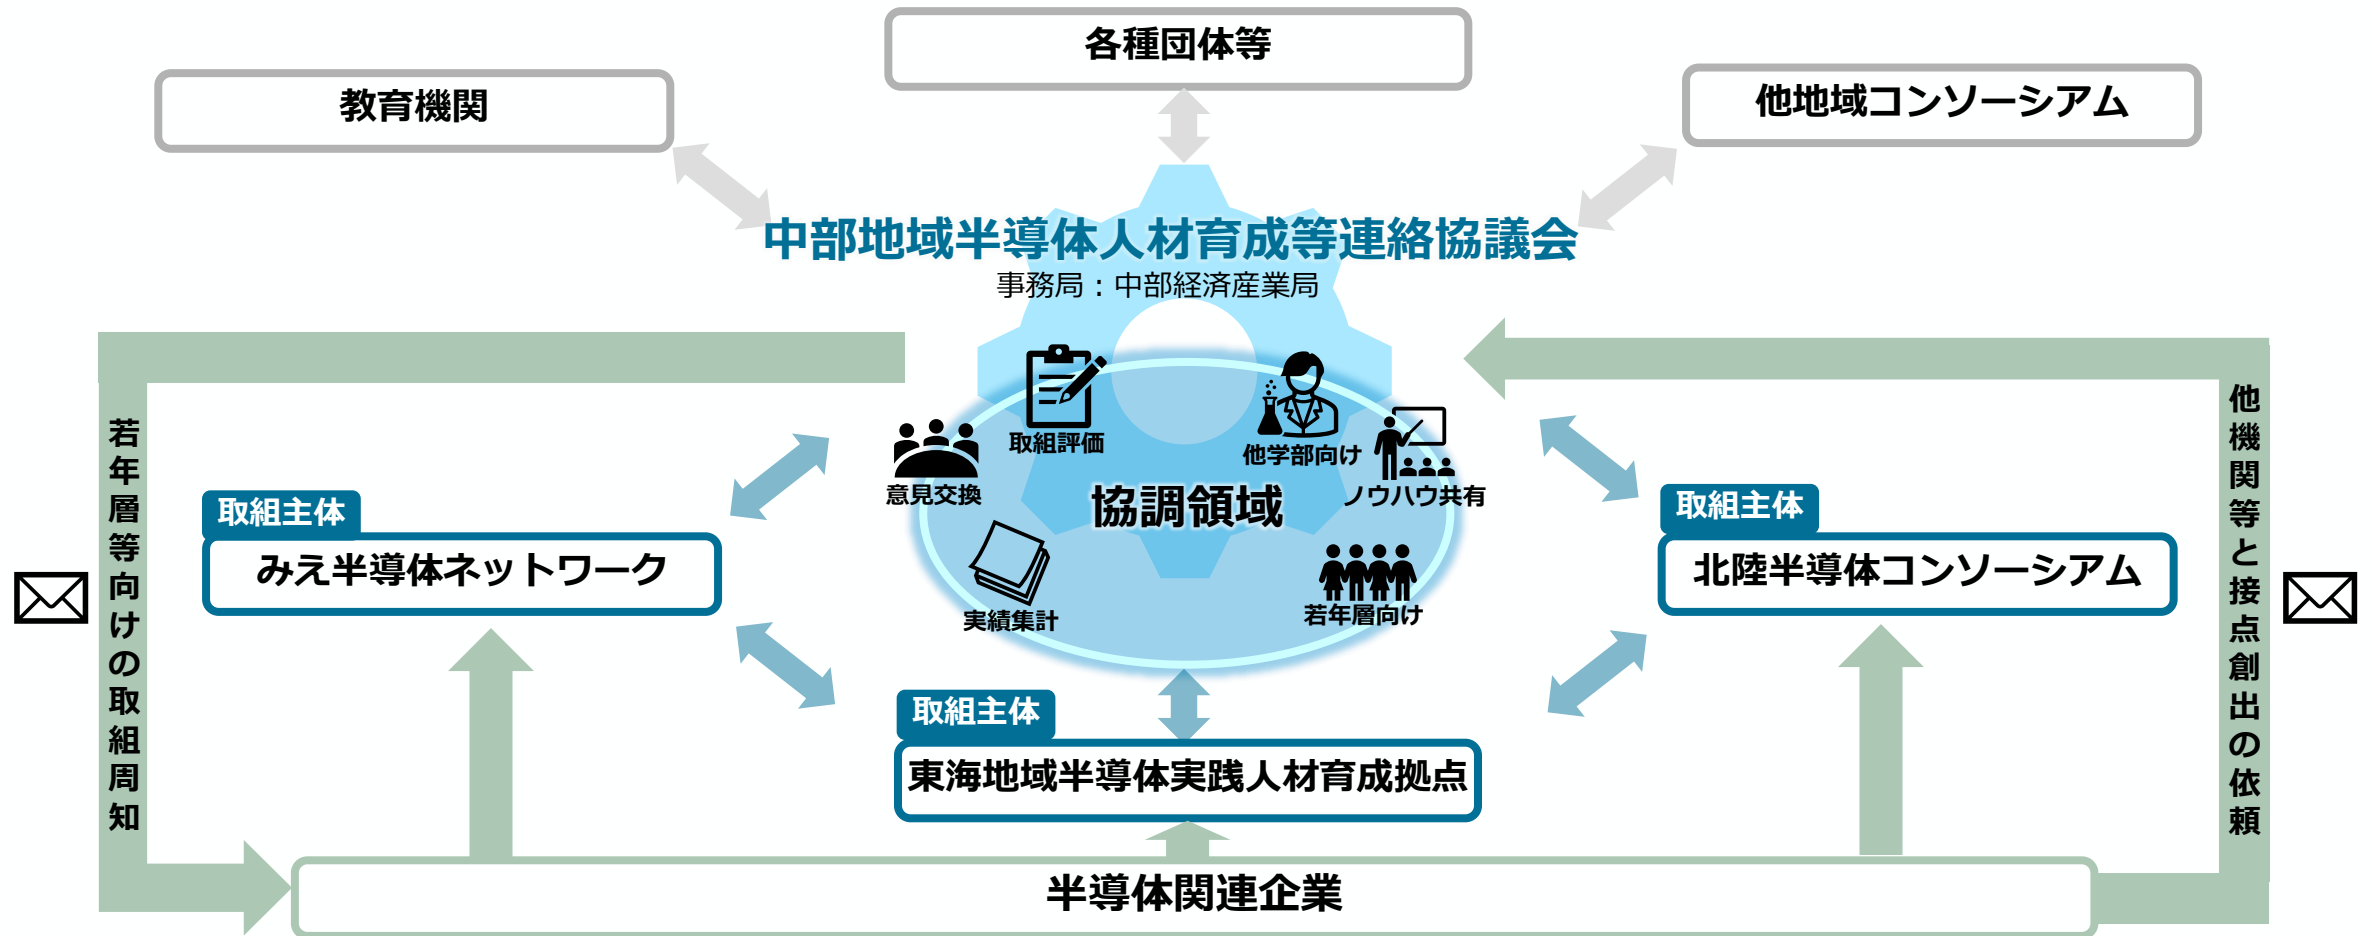 各種団体等
教育機関
他地域コンソーシアム
中部地域半導体人材育成等連絡協議会
事務局：中部経済産業局
取組評価
他学部向け
意見交換
ノウハウ共有
協調領域
実績集計
若年層向け
若年層等向けの取組周知
他機関等と接点創出の依頼
取組主体
みえ半導体ネットワーク
取組主体
北陸半導体コンソーシアム
取組主体
東海地域半導体実践人材育成拠点
半導体関連企業